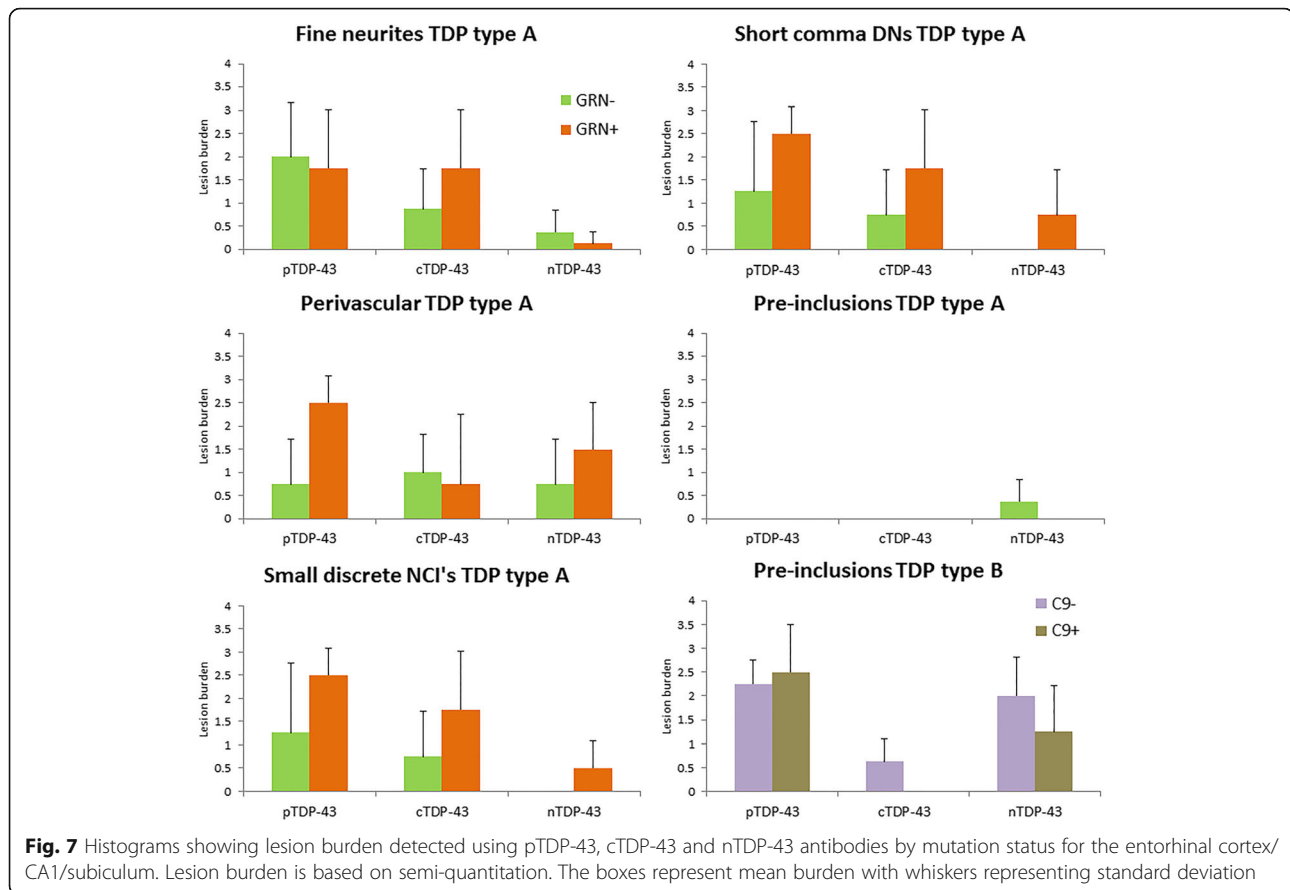 Fine neurites TDP type A
4
3.5
3
2.5
2
1.5
1
0.5
0
Lesion burden
GRN-
GRN+
pTDP-43 cTDP-43 nTDP-43
Short comma DNs TDP type A
4
3.5
3
2.5
2
1.5
1
0.5
0
Lesion burden
pTDP-43 cTDP-43 nTDP-43
Perivascular TDP type A
4
3.5
3
2.5
2
1.5
1
0.5
0
Lesion burden
pTDP-43 cTDP-43 nTDP-43
Pre-inclusions TDP type A
4
3.5
3
2.5
2
1.5
1
0.5
0
Lesion burden
pTDP-43 cTDP-43 nTDP-43
Small discrete NCI's TDP type A
4
3.5
3
2.5
2
1.5
1
0.5
0
Lesion burden
pTDP-43 cTDP-43 nTDP-43
Pre-inclusions TDP type B
4
3.5
3
2.5
2
1.5
1
0.5
0
Lesion burden
C9-
C9+
pTDP-43 cTDP-43 nTDP-43
Fig. 7 Histograms showing lesion burden detected using pTDP-43, cTDP-43 and nTDP-43 antibodies by mutation status for the entorhinal cortex/
CA1/subiculum. Lesion burden is based on semi-quantitation. The boxes represent mean burden with whiskers representing standard deviation